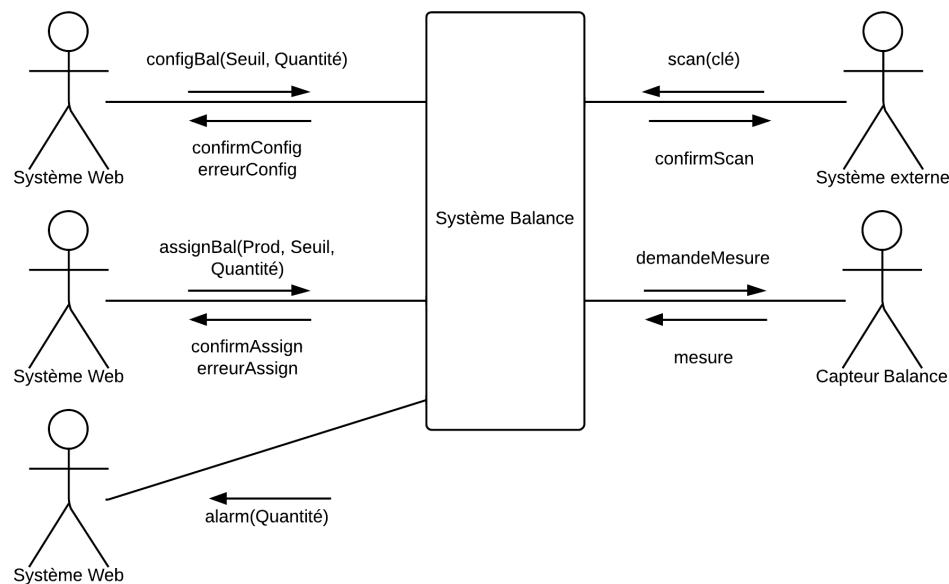 configBal(Seuil, Quantité)
confirmConfig
erreurConfig
Système Web
scan(clé)
confirmScan
Système externe
Système Balance
assignBal(Prod, Seuil,
Quantité)
confirmAssign
erreurAssign
Système Web
demandeMesure
mesure
Capteur Balance
alarm(Quantité)
Système Web